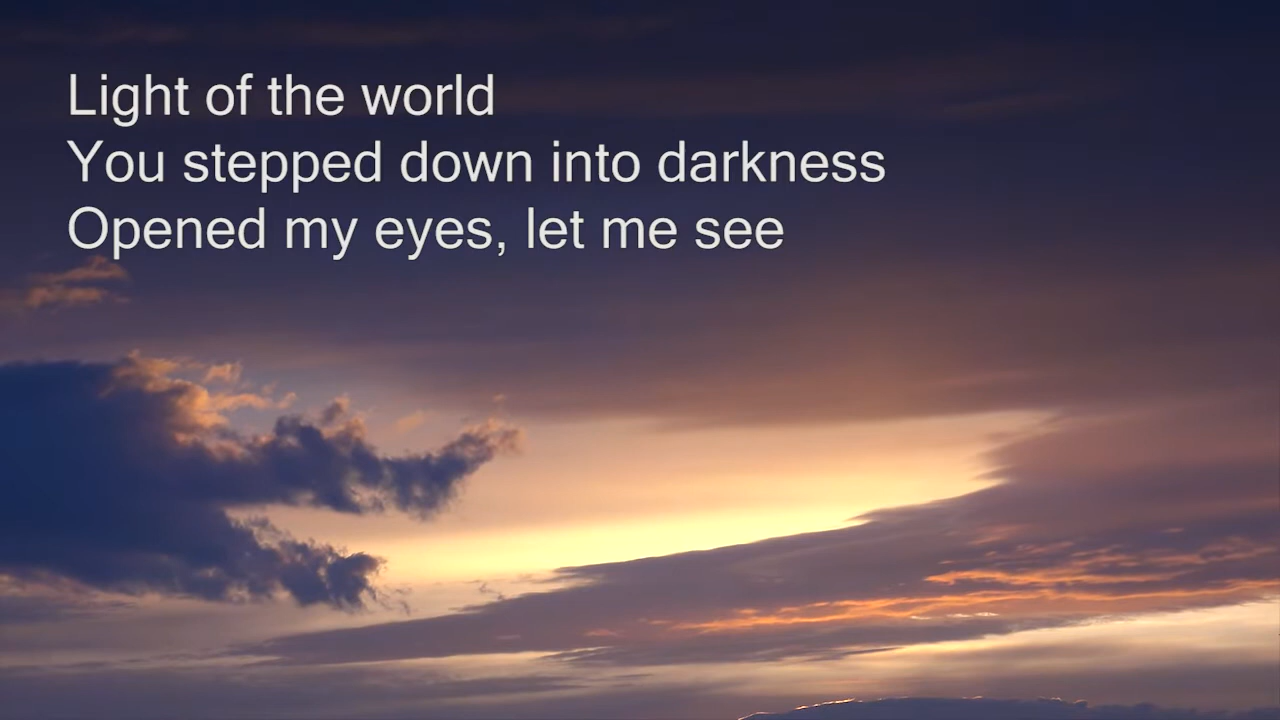 Light of the world
You stepped down into darkness
Opened my eyes, let me see